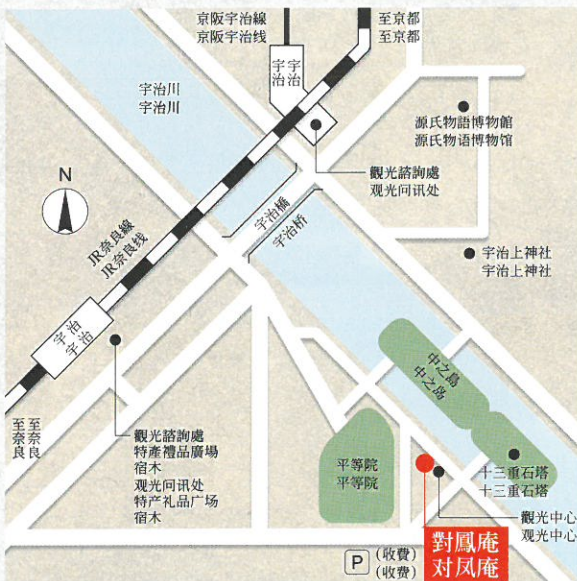 京阪宇治線
京阪宇治线
至京都
至京都
宇治
宇治
宇治川
宇治川
源氏物語博物館
源氏物语博物馆
觀光諮詢處
观光问讯处
N
宇治橋
宇治桥
JR奈良線
JR奈良线
宇治上神社
宇治上神社
宇治
宇治
中之島
中之岛
至奈良
至奈良
觀光諮詢處
特產禮品廣場
宿木
观光问讯处
特产礼品广场
宿木
平等院
平等院
十三重石塔
十三重石塔
觀光中心
观光中心
P
(收費)
(收费)
對鳳庵
对凤庵